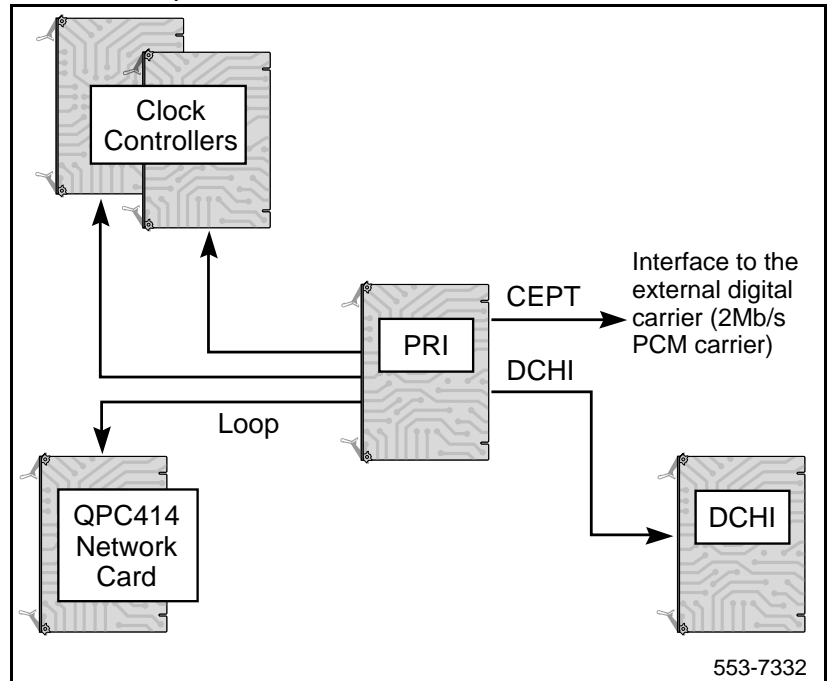 Clock
Controllers
Interface to the
external digital
carrier (2Mb/s
PCM carrier)
CEPT
PRI
DCHI
Loop
QPC414
Network
Card
DCHI
553-7332